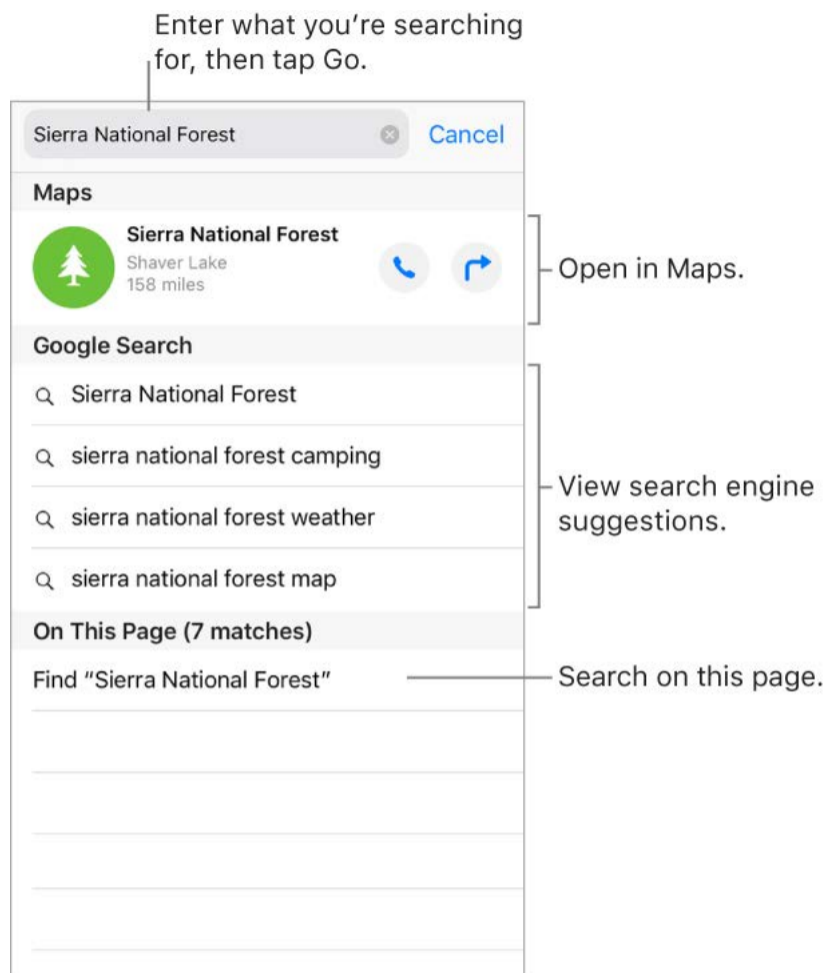 Enter what you're searching
for, then tap Go.
Sierra National Forest
Cancel
Maps
Sierra National Forest
Shaver Lake
158 miles
Open in Maps.
Google Search
Sierra National Forest
sierra national forest camping
sierra national forest weather
sierra national forest map
View search engine
suggestions.
On This Page (7 matches)
Find “Sierra National Forest”
Search on this page.